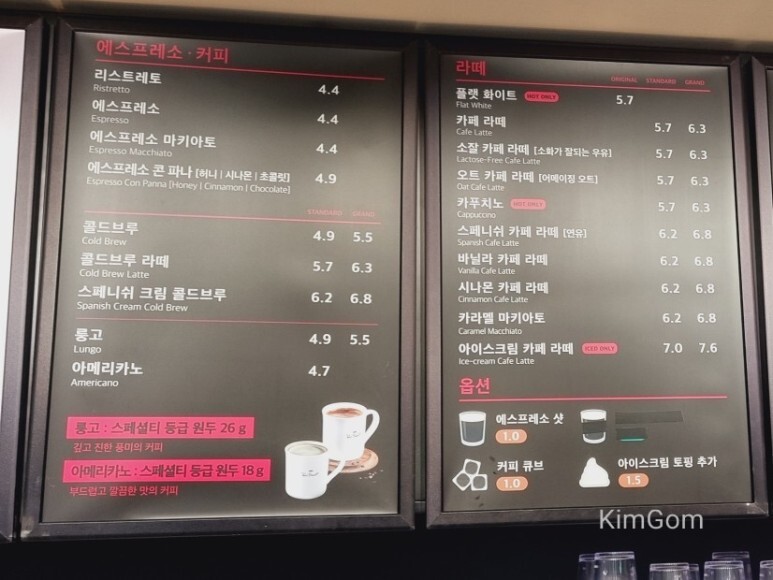 에스프레소 · 커피
리스트레토 4.4
Ristretto
에스프레소 4.4
Espresso
에스프레소 마키아토 4.4
Espresso Macchiato
에스프레소 콘 파나 [허니 | 시나몬 | 초콜릿] 4.9
Espresso Con Panna [Honey | Cinnamon | Chocolate]
STANDARD GRAND
콜드브루 4.9 5.5
Cold Brew
콜드브루 라떼 5.7 6.3
Cold Brew Latte
스페니쉬 크림 콜드브루 6.2 6.8
Spanish Cream Cold Brew
룽고 4.9 5.5
Lungo
아메리카노 4.7
Americano
룽고 : 스페셜티 등급 원두 26 g
깊고 진한 풍미의 커피
아메리카노 : 스페셜티 등급 원두 18 g
부드럽고 깔끔한 맛의 커피
라떼
ORIGINAL STANDARD GRAND
플랫 화이트 HOT ONLY 5.7
Flat White
카페 라떼 5.7 6.3
Cafe Latte
소잘 카페 라떼 [소화가 잘되는 우유] 5.7 6.3
Lactose-Free Cafe Latte
오트 카페 라떼 [어메이징 오트] 5.7 6.3
Oat Cafe Latte
카푸치노 HOT ONLY 5.7 6.3
Cappuccino
스페니쉬 카페 라떼 [연유] 6.2 6.8
Spanish Cafe Latte
바닐라 카페 라떼 6.2 6.8
Vanilla Cafe Latte
시나몬 카페 라떼 6.2 6.8
Cinnamon Cafe Latte
카라멜 마키아토 6.2 6.8
Caramel Macchiato
아이스크림 카페 라떼 ICED ONLY 7.0 7.6
Ice-cream Cafe Latte
옵션
에스프레소 샷
1.0
커피 큐브
1.0
아이스크림 토핑 추가
1.5
KimGom